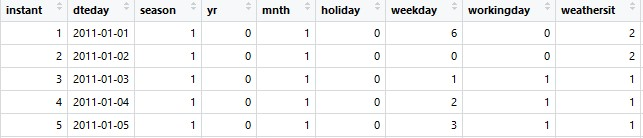 instant dteday season yr mnth holiday weekday workingday weathersit
1 2011-01-01 1 0 1 0 6 0 2
2 2011-01-02 1 0 1 0 0 0 2
3 2011-01-03 1 0 1 0 1 1 1
4 2011-01-04 1 0 1 0 2 1 1
5 2011-01-05 1 0 1 0 3 1 1